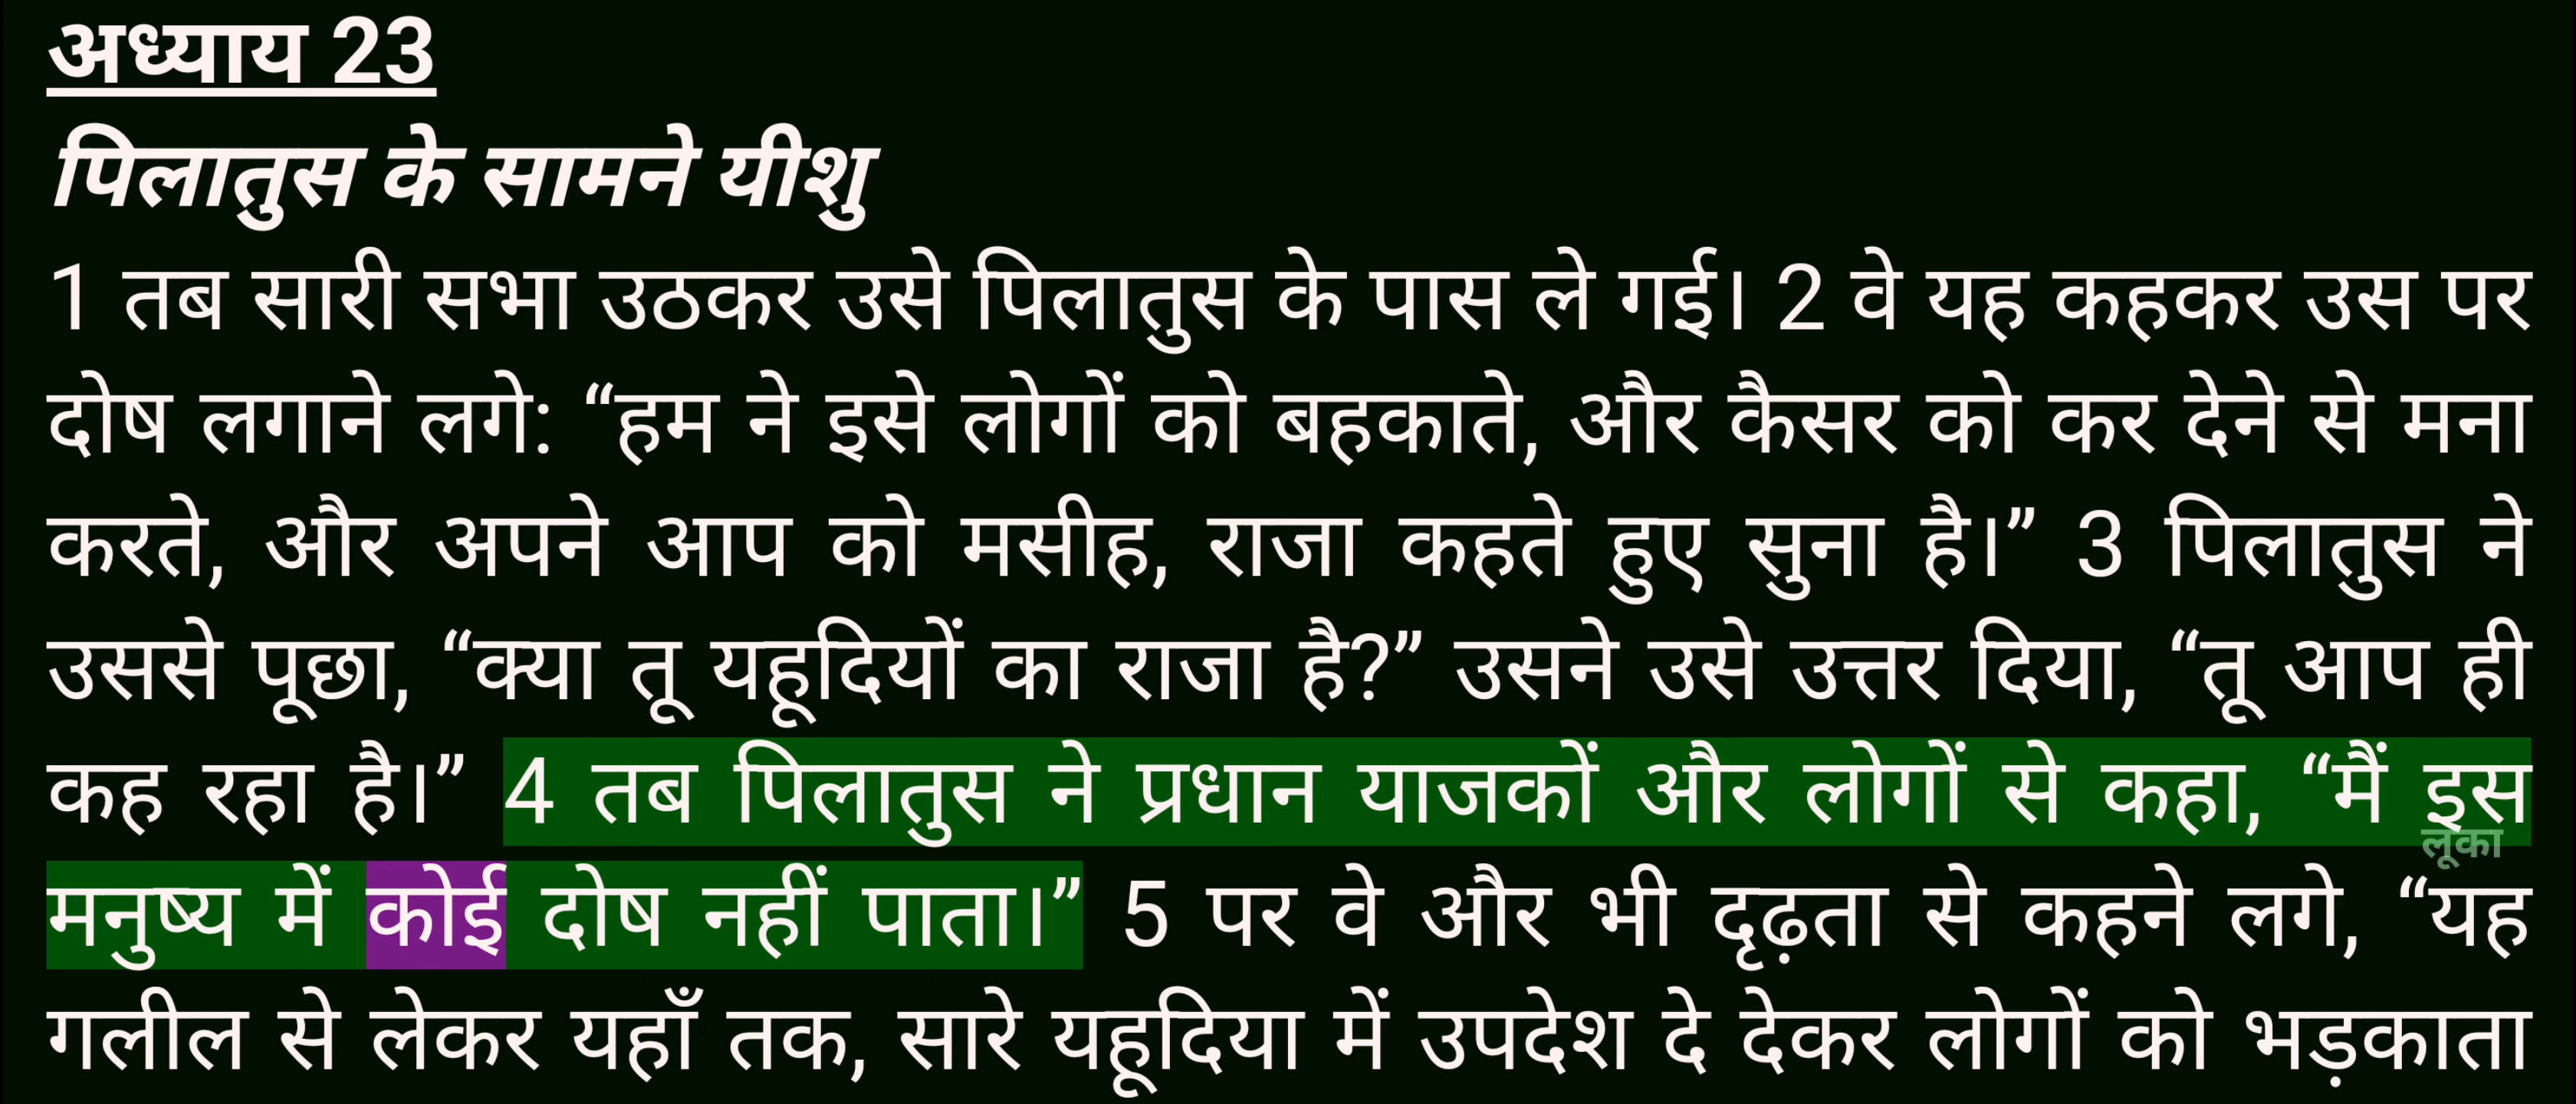 अध्याय 23
पिलातुस के सामने यीशु
1 तब सारी सभा उठकर उसे पिलातुस के पास ले गई। 2 वे यह कहकर उस पर
दोष लगाने लगे: “हम ने इसे लोगों को बहकाते, और कैसर को कर देने से मना
करते, और अपने आप को मसीह, राजा कहते हुए सुना है।” 3 पिलातुस ने
उससे पूछा, “क्या तू यहूदियों का राजा है?” उसने उसे उत्तर दिया, “तू आप ही
कह रहा है।” 4 तब पिलातुस ने प्रधान याजकों और लोगों से कहा, “मैं इस
लूका
मनुष्य में कोई दोष नहीं पाता।” 5 पर वे और भी दृढ़ता से कहने लगे, “यह
गलील से लेकर यहाँ तक, सारे यहूदिया में उपदेश दे देकर लोगों को भड़काता